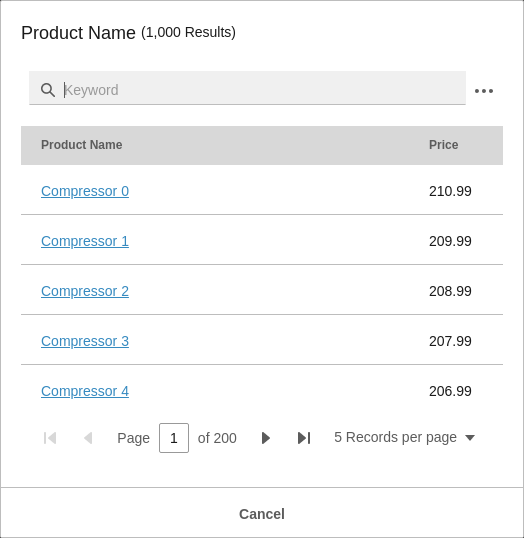 Product Name (1,000 Results)
Keyword
Product Name Price
Compressor 0 210.99
Compressor 1 209.99
Compressor 2 208.99
Compressor 3 207.99
Compressor 4 206.99
Page 1 of 200 5 Records per page
Cancel